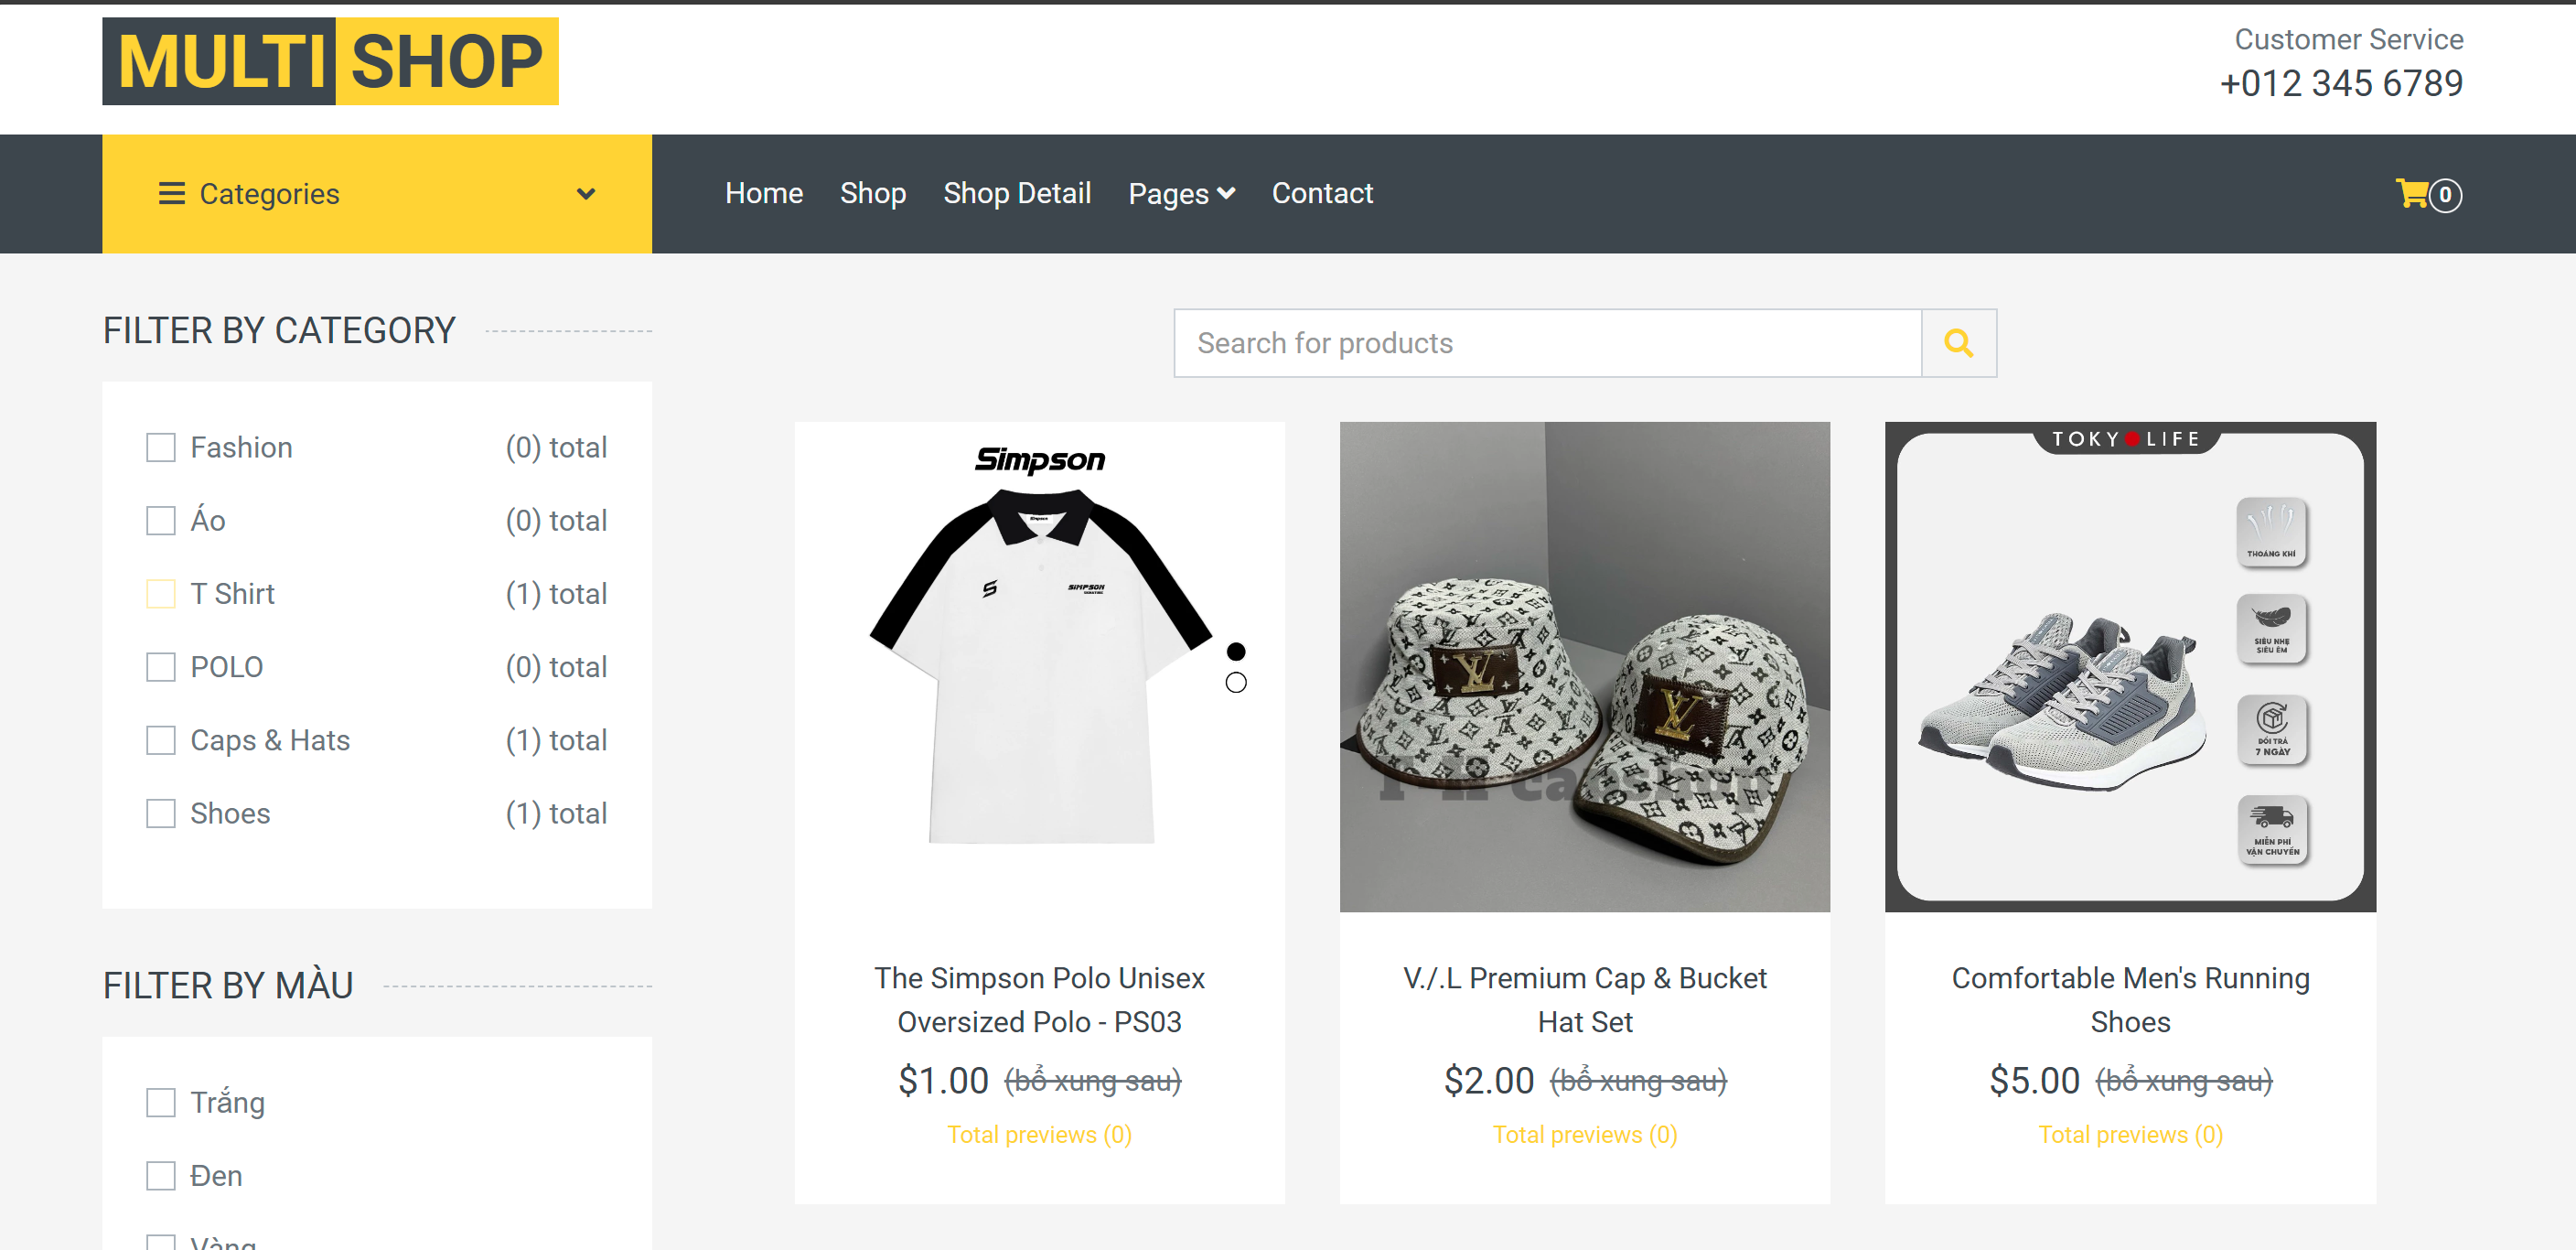 MULTI SHOP
Customer Service
+012 345 6789
Categories
Home Shop Shop Detail Pages Contact
0
FILTER BY CATEGORY
Search for products
Fashion (0) total
Áo (0) total
T Shirt (1) total
POLO (0) total
Caps & Hats (1) total
Shoes (1) total
FILTER BY MÀU
Trắng
Đen
Vàng
Simpson
SIMPSON
TOKYOLIFE
THOÁNG KHÍ
SIÊU NHẸ
SIÊU ÊM
ĐỔI TRẢ
7 NGÀY
MIỄN PHÍ
VẬN CHUYỂN
The Simpson Polo Unisex
Oversized Polo - PS03
$1.00 (bổ xung sau)
Total previews (0)
V./.L Premium Cap & Bucket
Hat Set
$2.00 (bổ xung sau)
Total previews (0)
Comfortable Men's Running
Shoes
$5.00 (bổ xung sau)
Total previews (0)